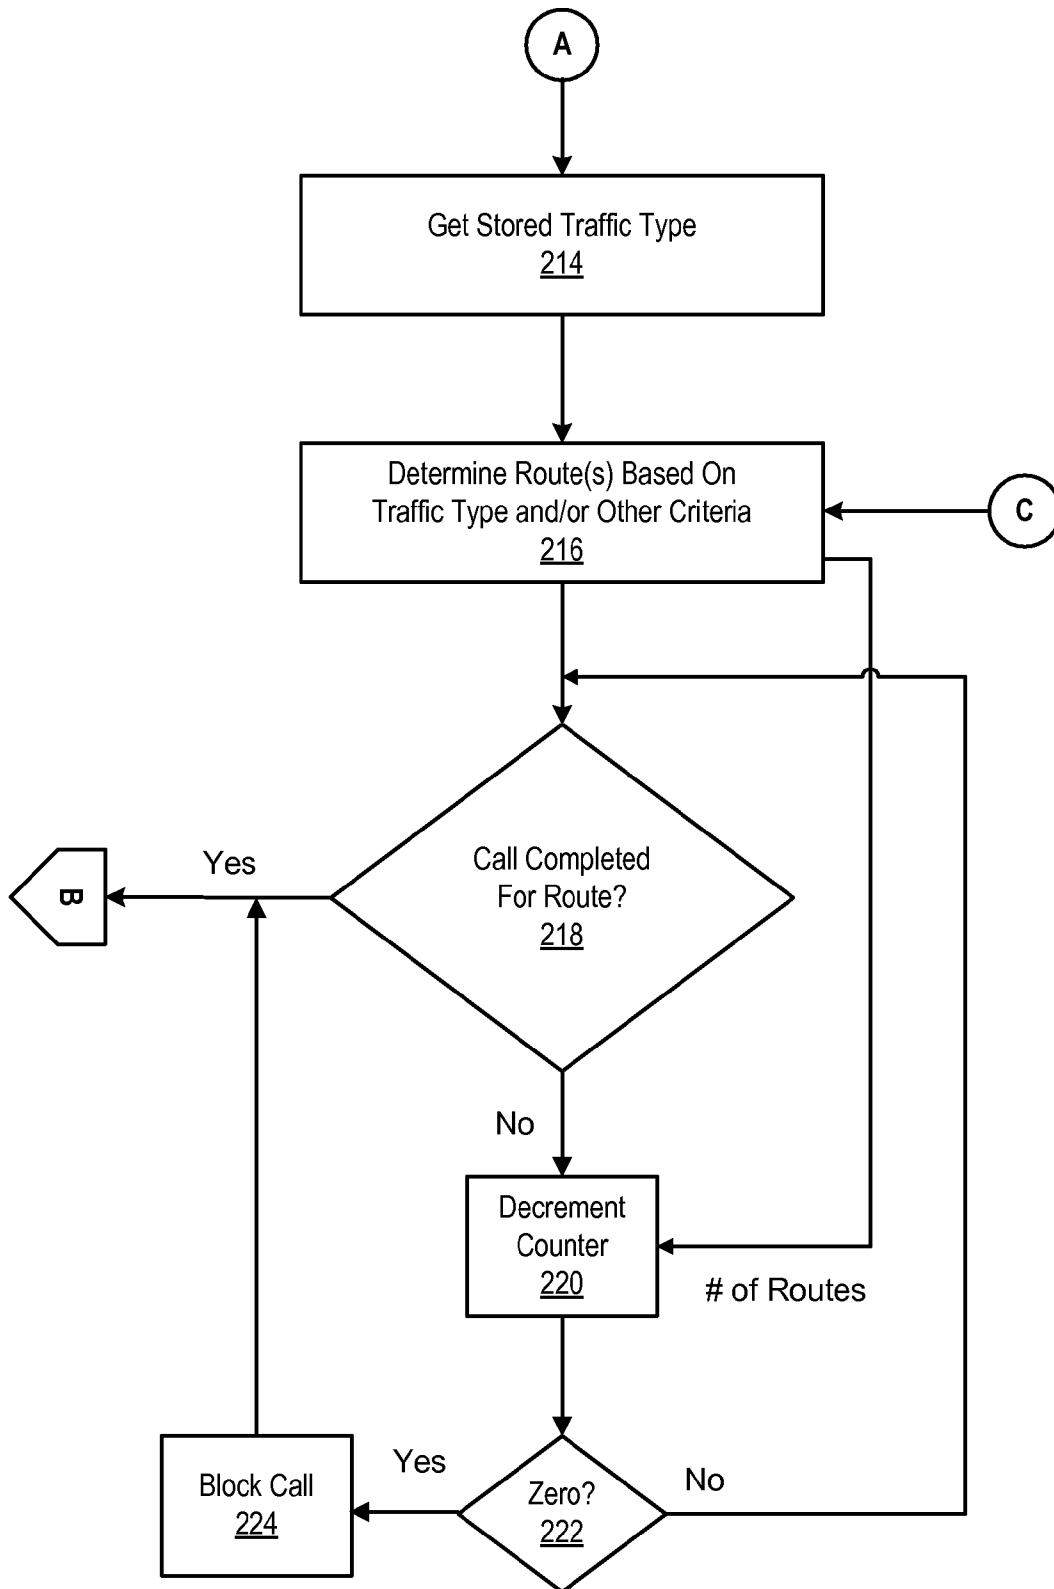 A
Get Stored Traffic Type
214
Determine Route(s) Based On
Traffic Type and/or Other Criteria
216
C
Call Completed
For Route?
218
Yes
B
No
Decrement
Counter
220
# of Routes
Zero?
222
Yes
No
Block Call
224